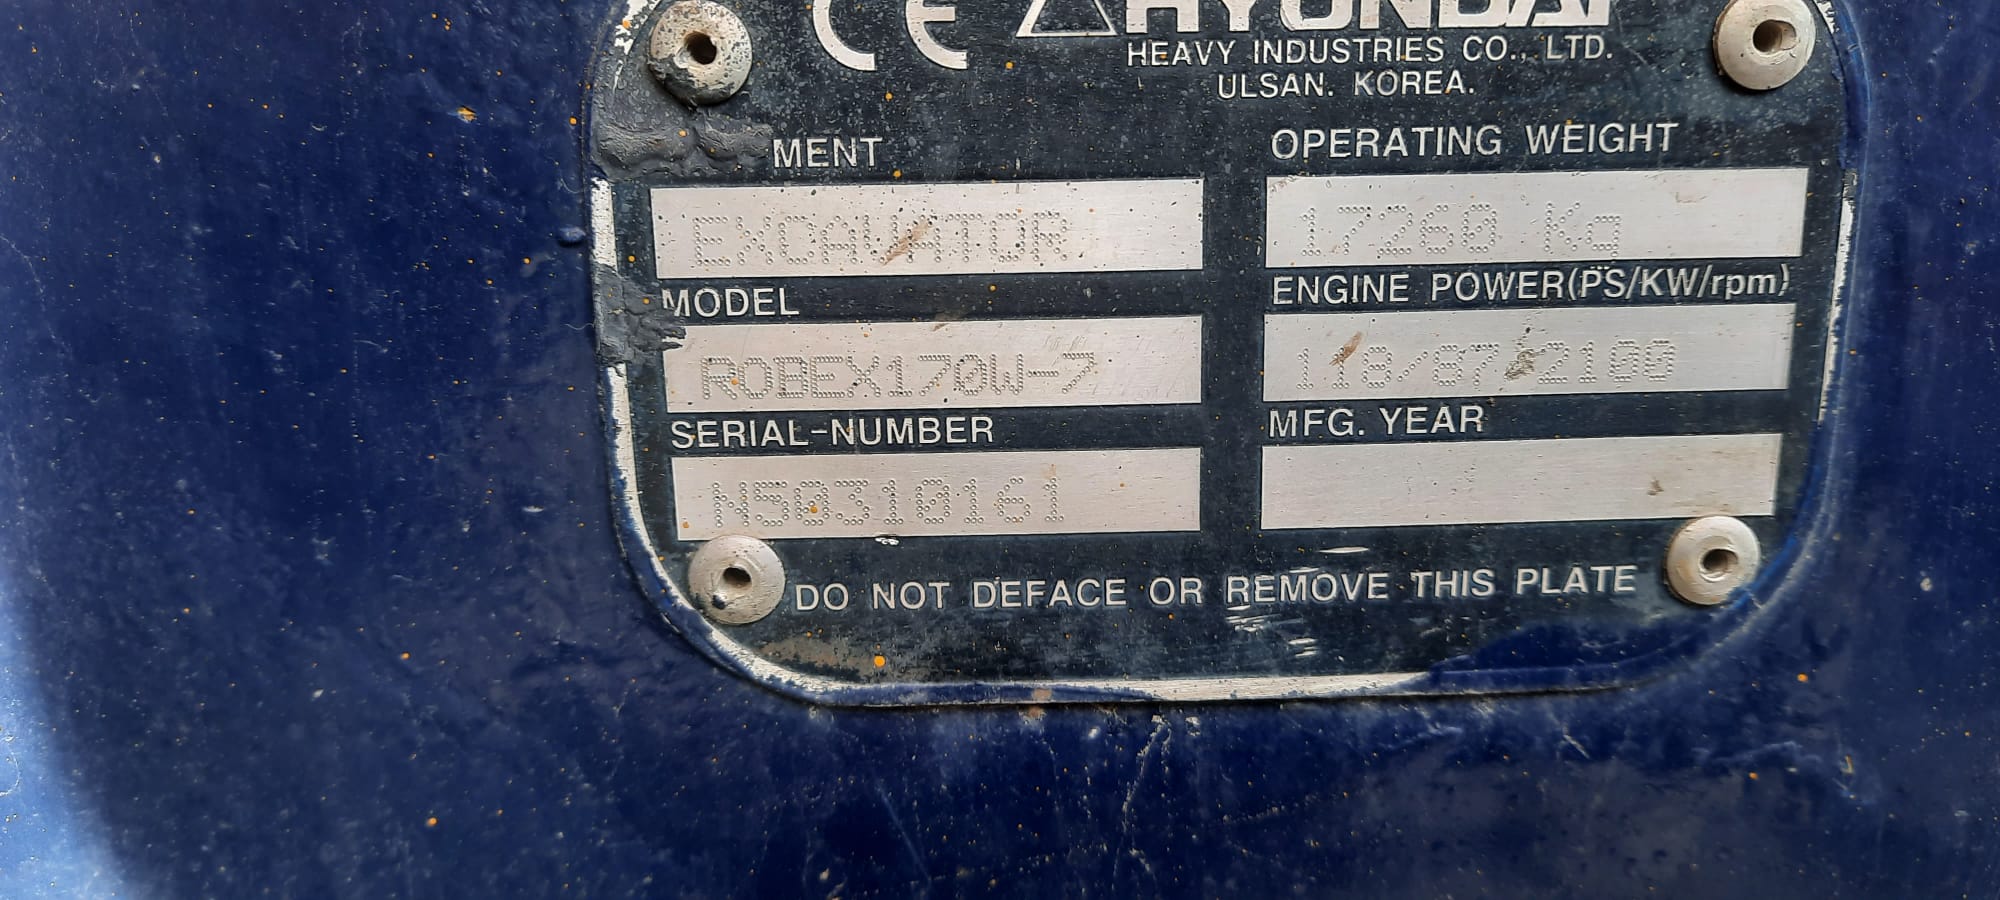 CE HYUNDAI
HEAVY INDUSTRIES CO., LTD.
ULSAN. KOREA.
MENT
OPERATING WEIGHT
EXCAVATOR
17260 Kg
MODEL
ENGINE POWER(PS/KW/rpm)
ROBEX170W-7
118/87/2100
SERIAL-NUMBER
MFG. YEAR
N50310161
DO NOT DEFACE OR REMOVE THIS PLATE